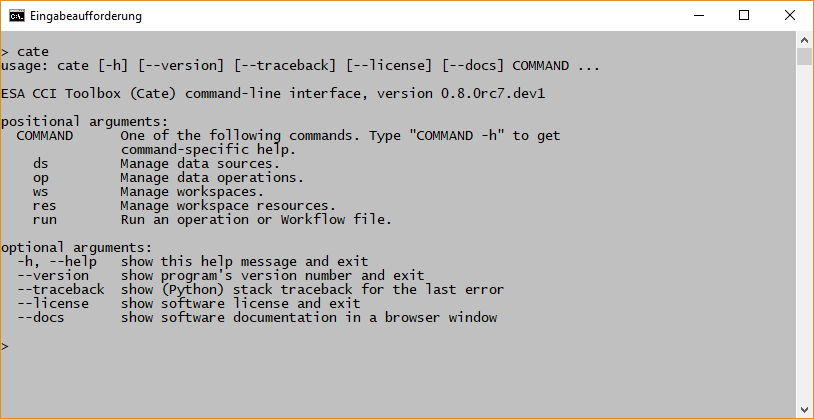 Eingabeaufforderung
> cate
usage: cate [-h] [--version] [--traceback] [--license] [--docs] COMMAND ...
ESA CCI Toolbox (Cate) command-line interface, version 0.8.0rc7.dev1
positional arguments:
  COMMAND      One of the following commands. Type "COMMAND -h" to get
               command-specific help.
    ds         Manage data sources.
    op         Manage data operations.
    ws         Manage workspaces.
    res        Manage workspace resources.
    run        Run an operation or Workflow file.
optional arguments:
  -h, --help   show this help message and exit
  --version    show program's version number and exit
  --traceback  show (Python) stack traceback for the last error
  --license    show software license and exit
  --docs       show software documentation in a browser window
>